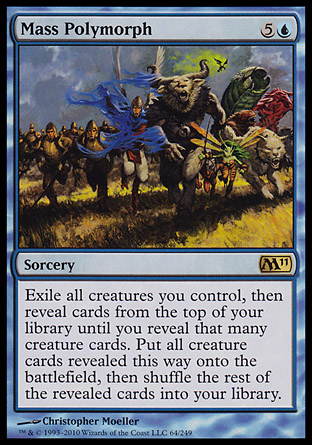 Mass Polymorph 5
Sorcery M11
Exile all creatures you control, then
reveal cards from the top of your
library until you reveal that many
creature cards. Put all creature
cards revealed this way onto the
battlefield, then shuffle the rest of
the revealed cards into your library.
Christopher Moeller
™ & © 1993–2010 Wizards of the Coast LLC 64/249